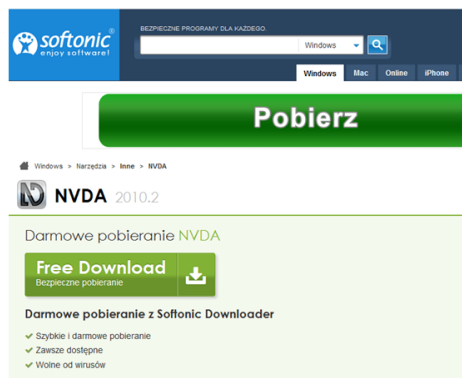 BEZPIECZNE PROGRAMY DLA KAŻDEGO.
softonic
enjoy software!
Windows
Windows Mac Online iPhone
Pobierz
Windows > Narzędzia > Inne > NVDA
NVDA 2010.2
Darmowe pobieranie NVDA
Free Download
Bezpieczne pobieranie
Darmowe pobieranie z Softonic Downloader
Szybkie i darmowe pobieranie
Zawsze dostępne
Wolne od wirusów